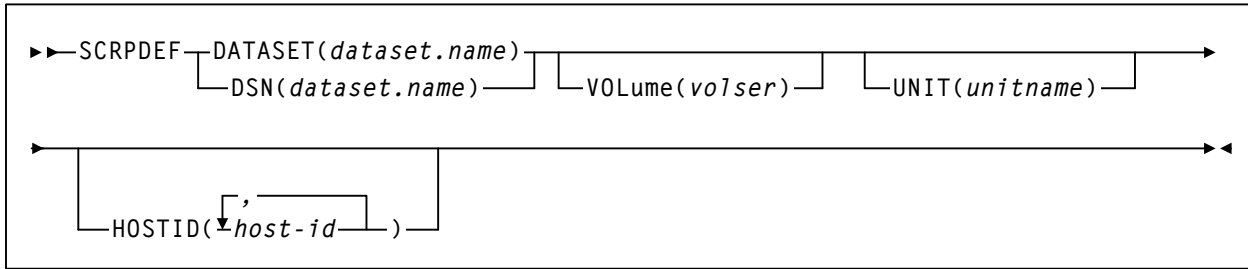 SCRPDEF DATASET(dataset.name)
DSN(dataset.name) VOLume(volser) UNIT(unitname)
,
HOSTID( host-id )